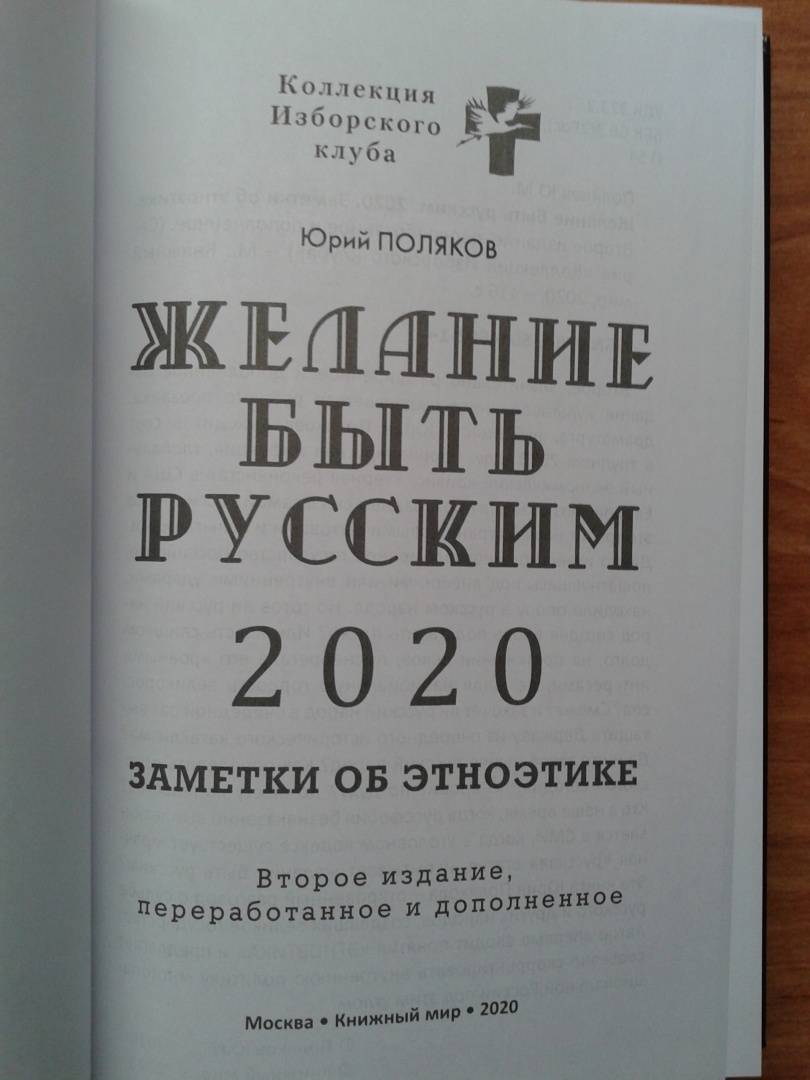 Коллекция
Изборского
клуба
Юрий ПОЛЯКОВ
ЖЕЛАНИЕ
БЫТЬ
РУССКИМ
2020
ЗАМЕТКИ ОБ ЭТНОЭТИКЕ
Второе издание,
переработанное и дополненное
Москва • Книжный мир • 2020